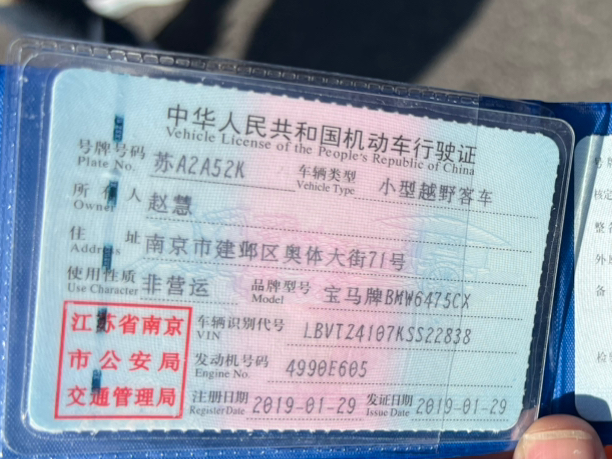 中华人民共和国机动车行驶证
Vehicle License of the People's Republic of China
号牌号码 苏A2A52K 车辆类型 小型越野客车
Plate No. Vehicle Type
所有人 赵慧
Owner
住址 南京市建邺区奥体大街71号
Address
使用性质 非营运 品牌型号 宝马牌BMW6475CX
Use Character Model
江苏省南京
市公安局
交通管理局
车辆识别代号 LBVTZ4107KSS22838
VIN
发动机号码 4990E605
Engine No.
注册日期 2019-01-29 发证日期 2019-01-29
Register Date Issue Date